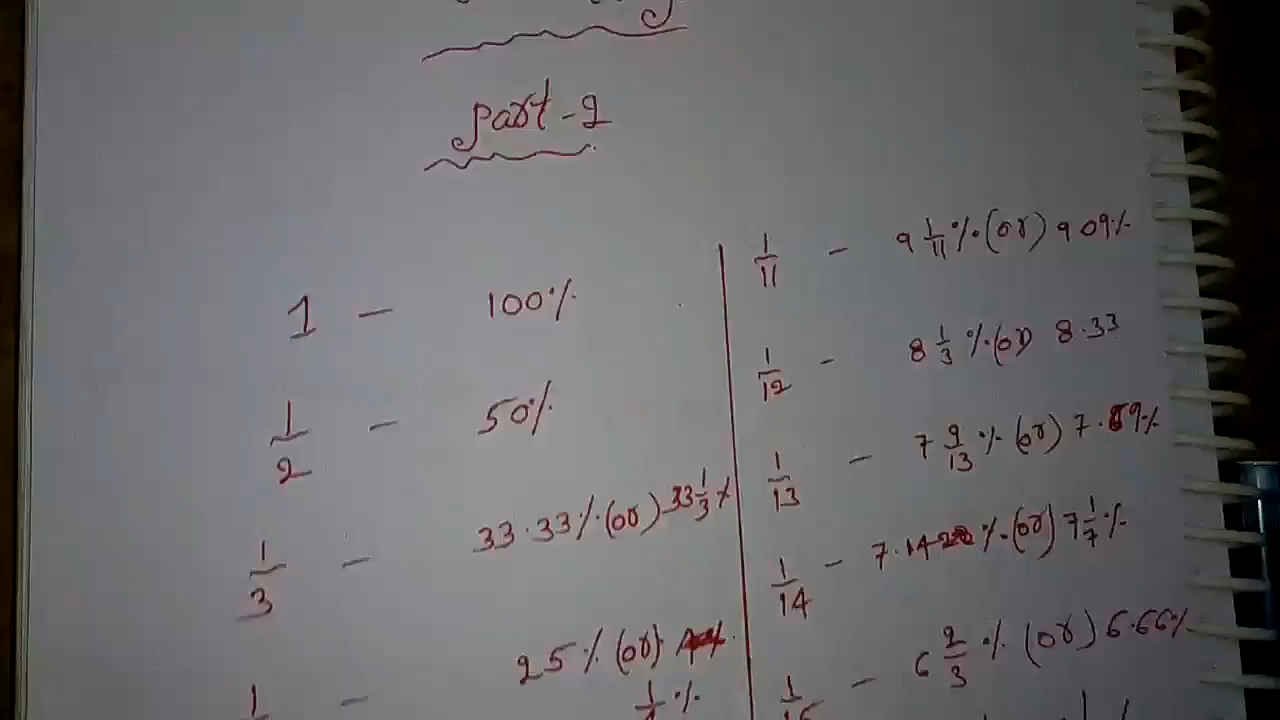 Part-2
1 - 100%
1/2 - 50%
1/3 - 33.33% (or) 33 1/3 %
25% (or)
1/11 - 9 1/11 % (or) 9 09%
1/12 - 8 1/3 % (or) 8.33
1/13 - 7 9/13 % (or) 7.69%
1/14 - 7.142 % (or) 7 1/7 %
1/15 - 6 2/3 % (or) 6.66%